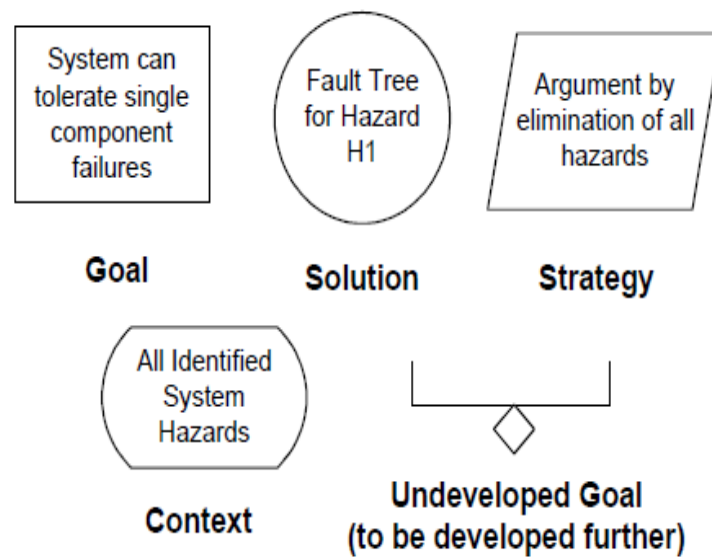 System can
tolerate single
component
failures
Goal
Fault Tree
for Hazard
H1
Solution
Argument by
elimination of all
hazards
Strategy
All Identified
System
Hazards
Context
Undeveloped Goal
(to be developed further)